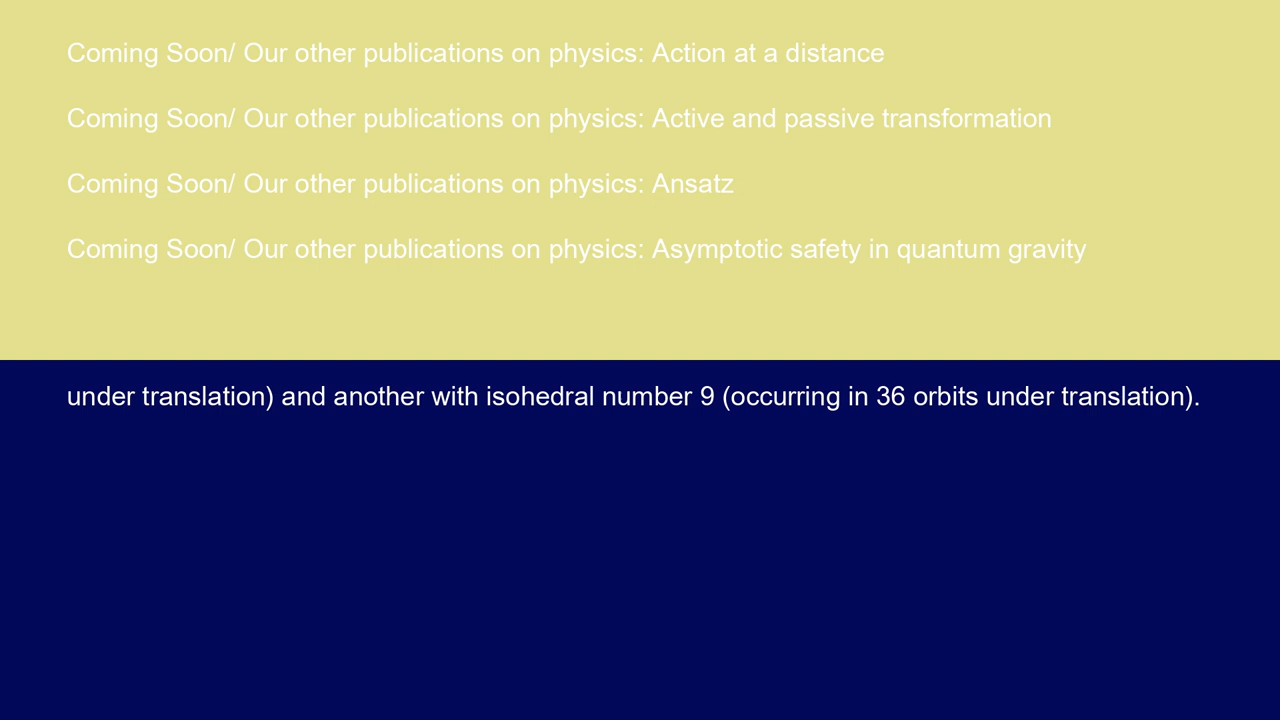 Coming Soon/ Our other publications on physics: Action at a distance
Coming Soon/ Our other publications on physics: Active and passive transformation
Coming Soon/ Our other publications on physics: Ansatz
Coming Soon/ Our other publications on physics: Asymptotic safety in quantum gravity
under translation) and another with isohedral number 9 (occurring in 36 orbits under translation).